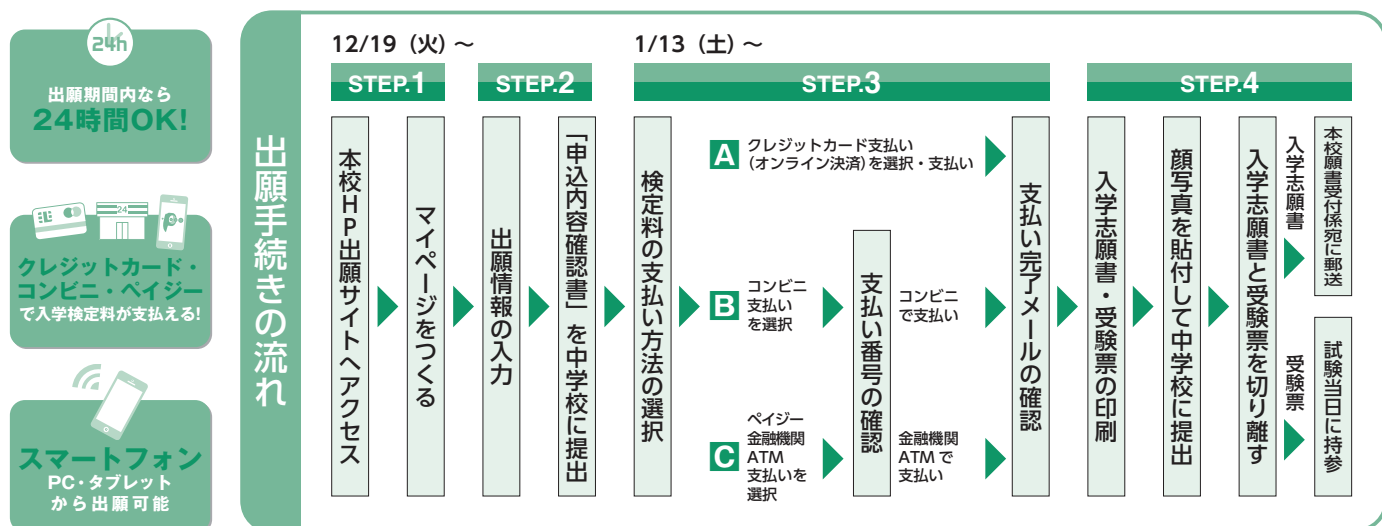 24h
出願期間内なら
24時間OK!
24
クレジットカード・
コンビニ・ペイジー
で入学検定料が支払える!
スマートフォン
PC・タブレット
から出願可能
出願手続きの流れ
12/19（火）～
STEP.1
本校HP出願サイトへアクセス
マイページをつくる
STEP.2
出願情報の入力
「申込内容確認書」を中学校に提出
1/13（土）～
STEP.3
検定料の支払い方法の選択
A
クレジットカード支払い
（オンライン決済）を選択・支払い
B
コンビニ
支払い
を選択
C
ペイジー
金融機関
ATM
支払いを
選択
支払い番号の確認
コンビニ
で支払い
金融機関
ATMで
支払い
支払い完了メールの確認
STEP.4
入学志願書・受験票の印刷
顔写真を貼付して中学校に提出
入学志願書と受験票を切り離す
入学志願書
本校願書受付係宛に郵送
受験票
試験当日に持参